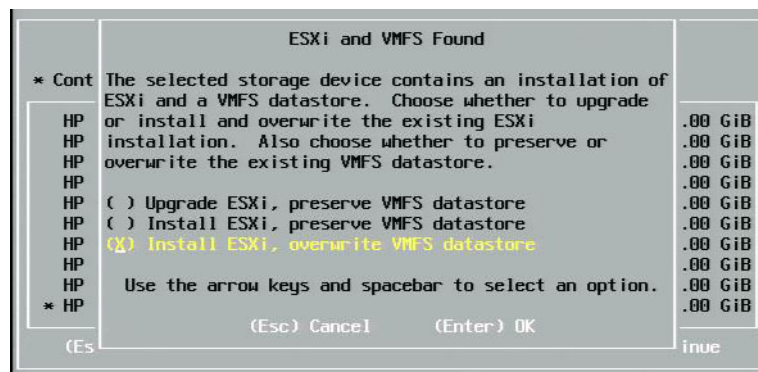 ESXi and VMFS Found
* Cont
The selected storage device contains an installation of
ESXi and a VMFS datastore.  Choose whether to upgrade
or install and overwrite the existing ESXi
installation.  Also choose whether to preserve or
overwrite the existing VMFS datastore.
( ) Upgrade ESXi, preserve VMFS datastore
( ) Install ESXi, preserve VMFS datastore
(X) Install ESXi, overwrite VMFS datastore
Use the arrow keys and spacebar to select an option.
(Esc) Cancel      (Enter) OK
HP .00 GiB
HP .00 GiB
HP .00 GiB
HP .00 GiB
HP .00 GiB
HP .00 GiB
HP .00 GiB
HP .00 GiB
HP .00 GiB
* HP .00 GiB
(Es inue